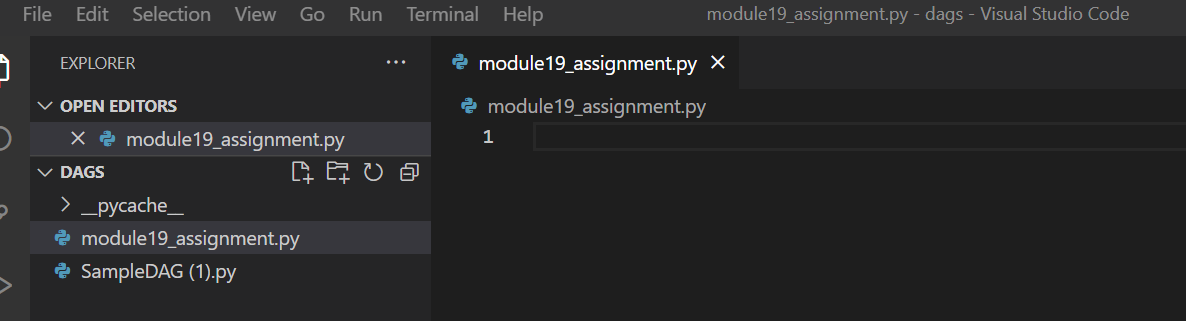 File Edit Selection View Go Run Terminal Help module19_assignment.py - dags - Visual Studio Code
EXPLORER ···
module19_assignment.py ×
OPEN EDITORS
module19_assignment.py
× module19_assignment.py
1
DAGS
__pycache__
module19_assignment.py
SampleDAG (1).py